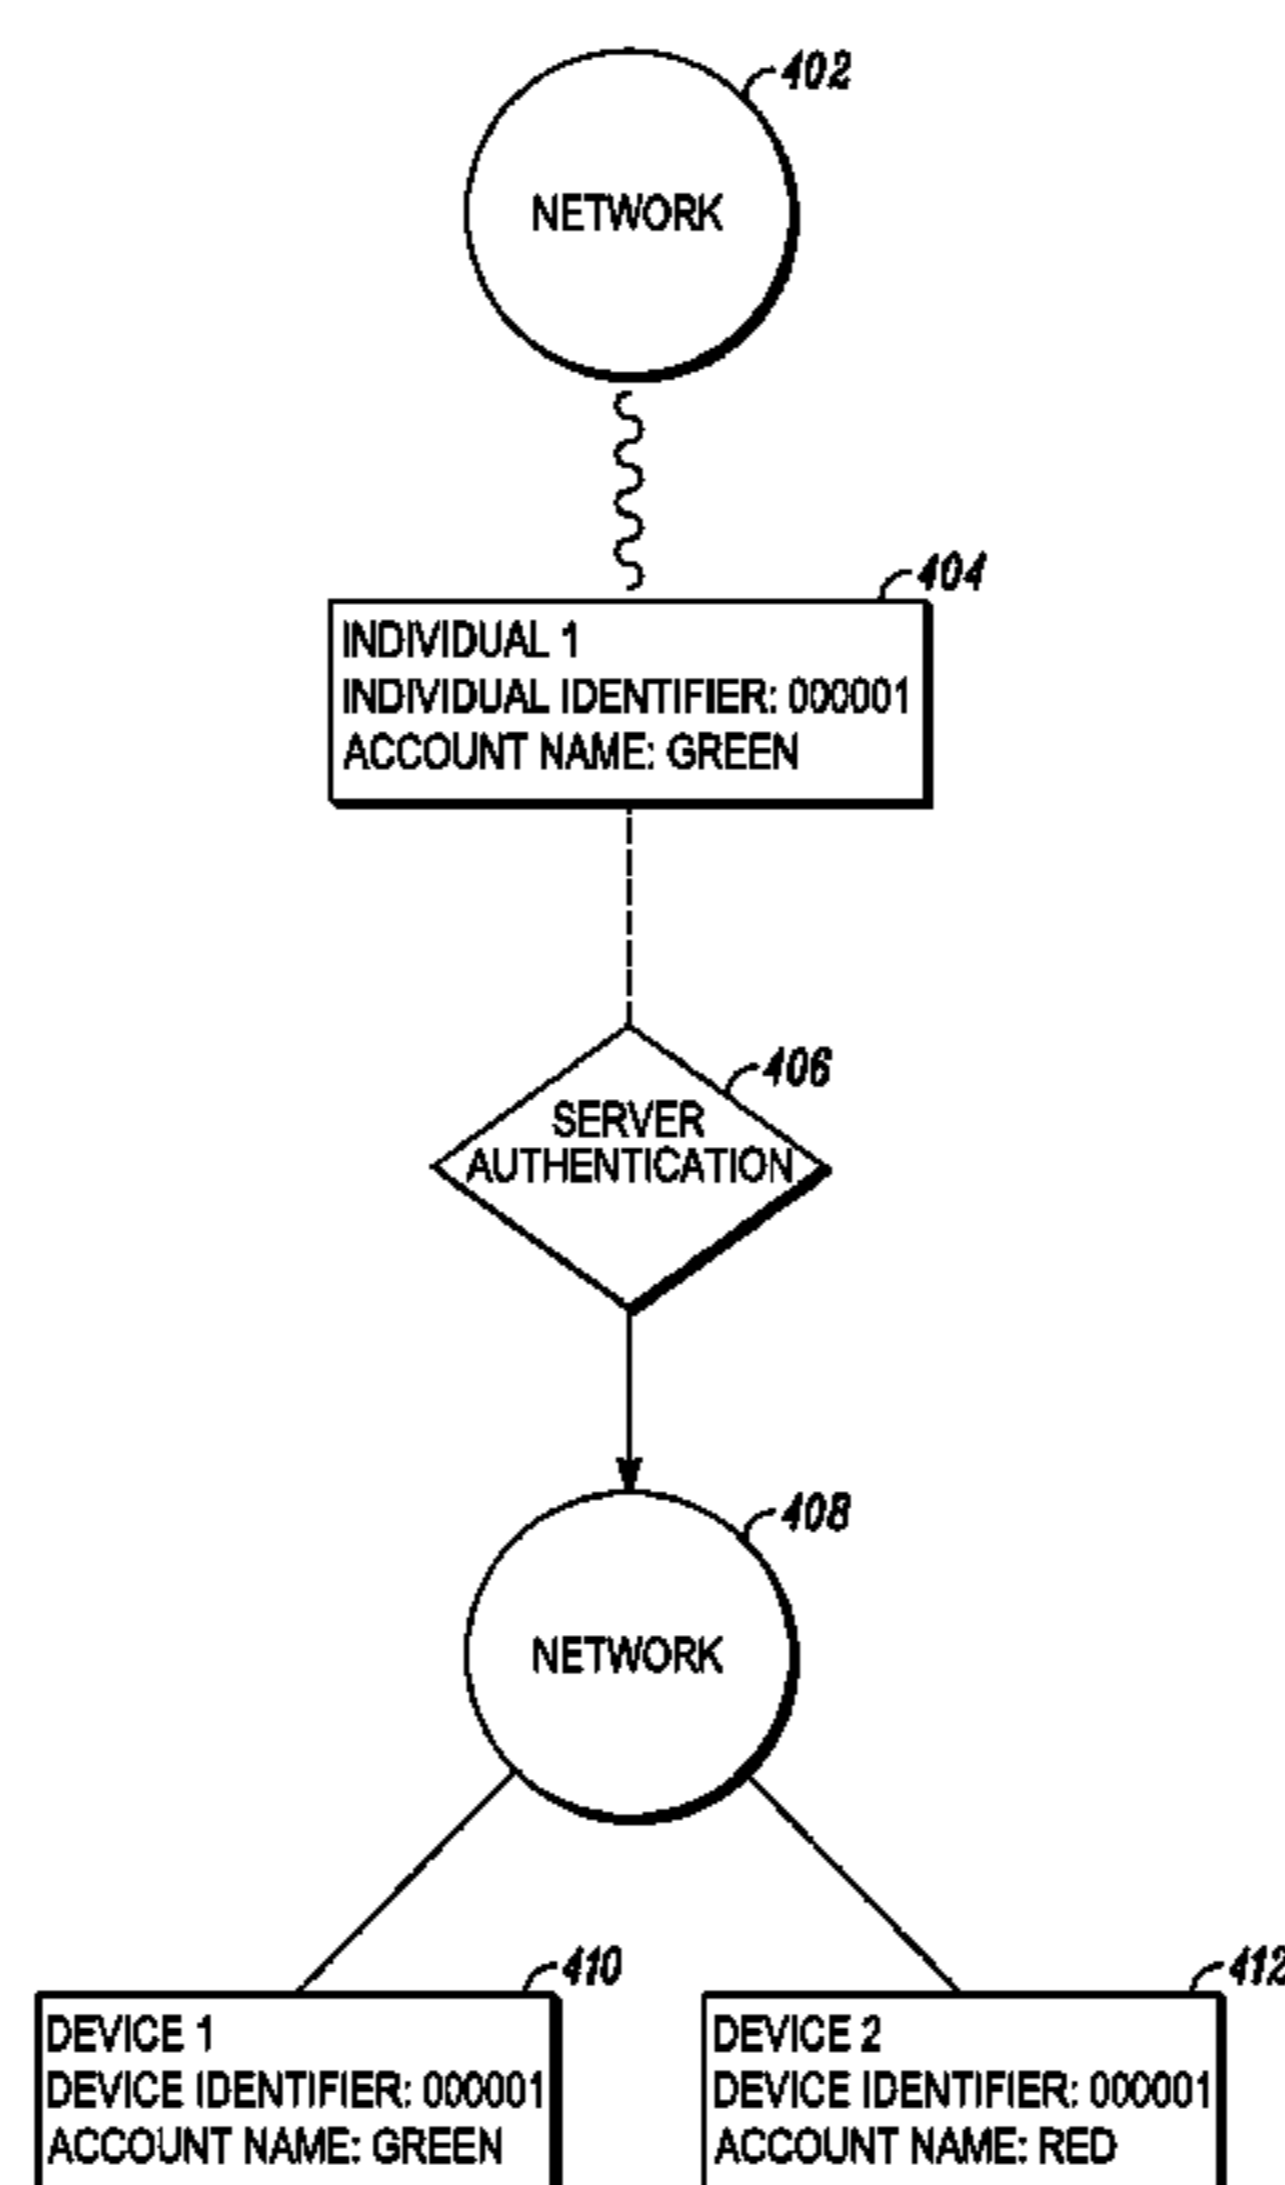 402
NETWORK
404
INDIVIDUAL 1
INDIVIDUAL IDENTIFIER: 000001
ACCOUNT NAME: GREEN
406
SERVER
AUTHENTICATION
408
NETWORK
410
DEVICE 1
DEVICE IDENTIFIER: 000001
ACCOUNT NAME: GREEN
412
DEVICE 2
DEVICE IDENTIFIER: 000001
ACCOUNT NAME: RED